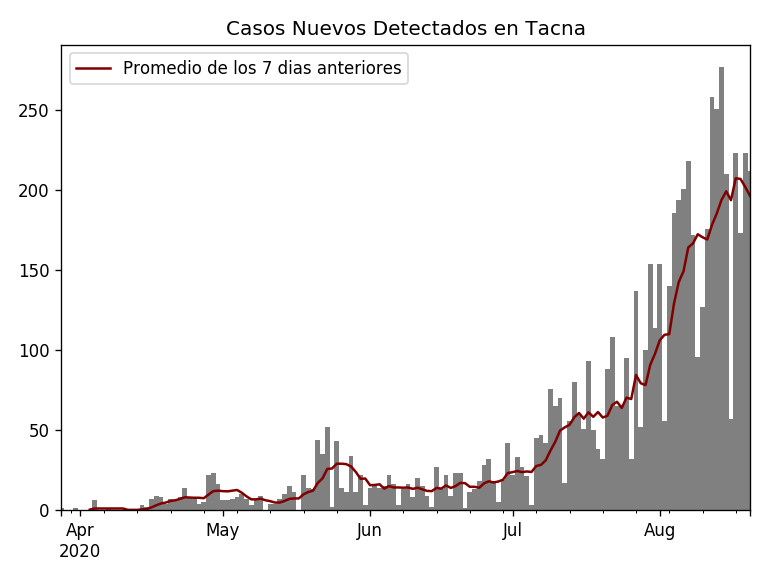 Casos Nuevos Detectados en Tacna
Promedio de los 7 dias anteriores
250
200
150
100
50
0
Apr May Jun Jul Aug
2020